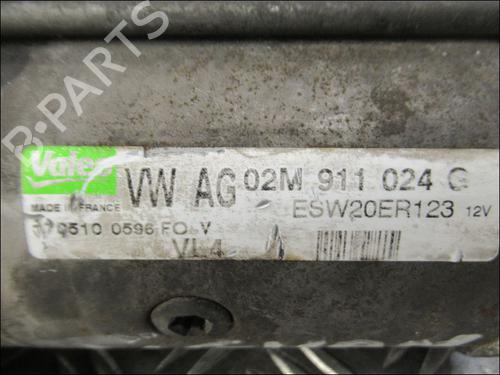 B-PARTS
Valeo
MADE IN FRANCE
VW AG 02M 911 024 G
ESW20ER123 12V
0510 0596 FO V
VL4